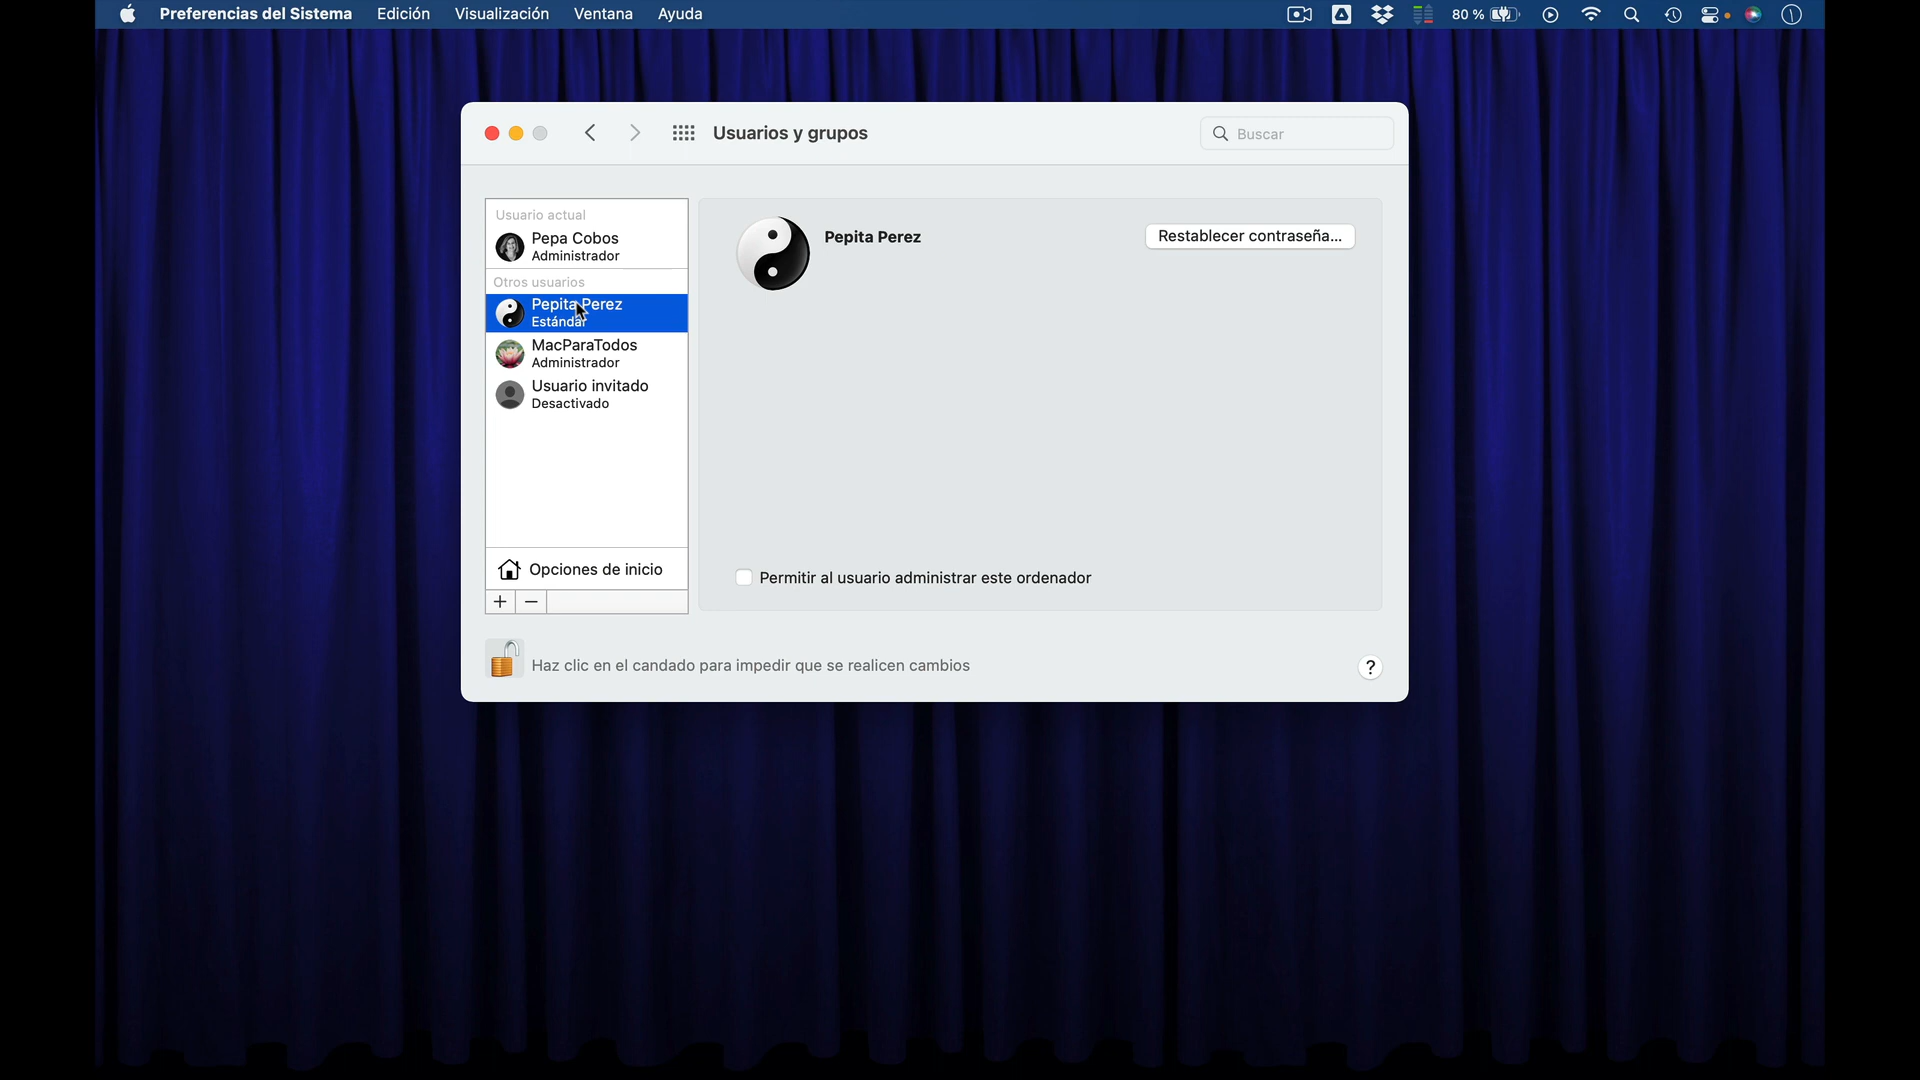 Preferencias del Sistema Edición Visualización Ventana Ayuda 80 %
Usuarios y grupos
Buscar
Usuario actual
Pepa Cobos
Administrador
Otros usuarios
Pepita Perez
Estándar
MacParaTodos
Administrador
Usuario invitado
Desactivado
Opciones de inicio
+ −
Pepita Perez
Restablecer contraseña...
Permitir al usuario administrar este ordenador
Haz clic en el candado para impedir que se realicen cambios
?